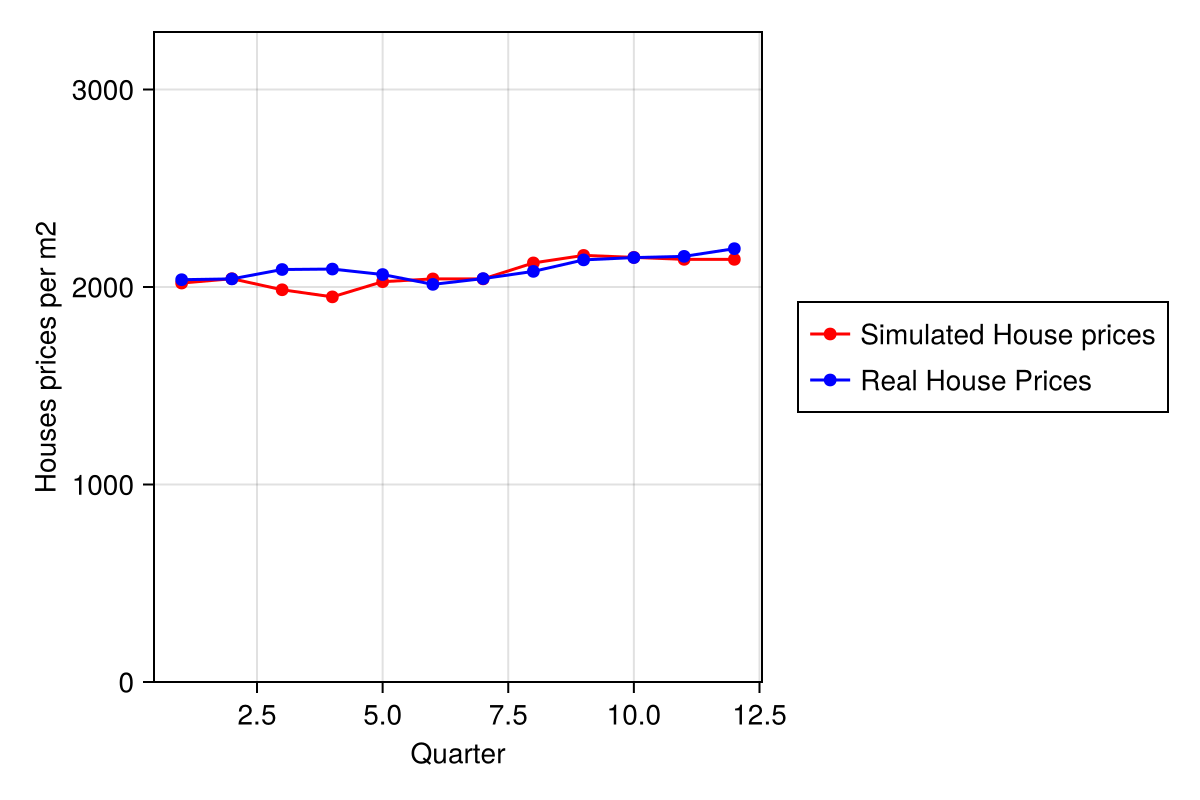 3000
2000
1000
0
Houses prices per m2
2.5 5.0 7.5 10.0 12.5
Quarter
Simulated House prices
Real House Prices